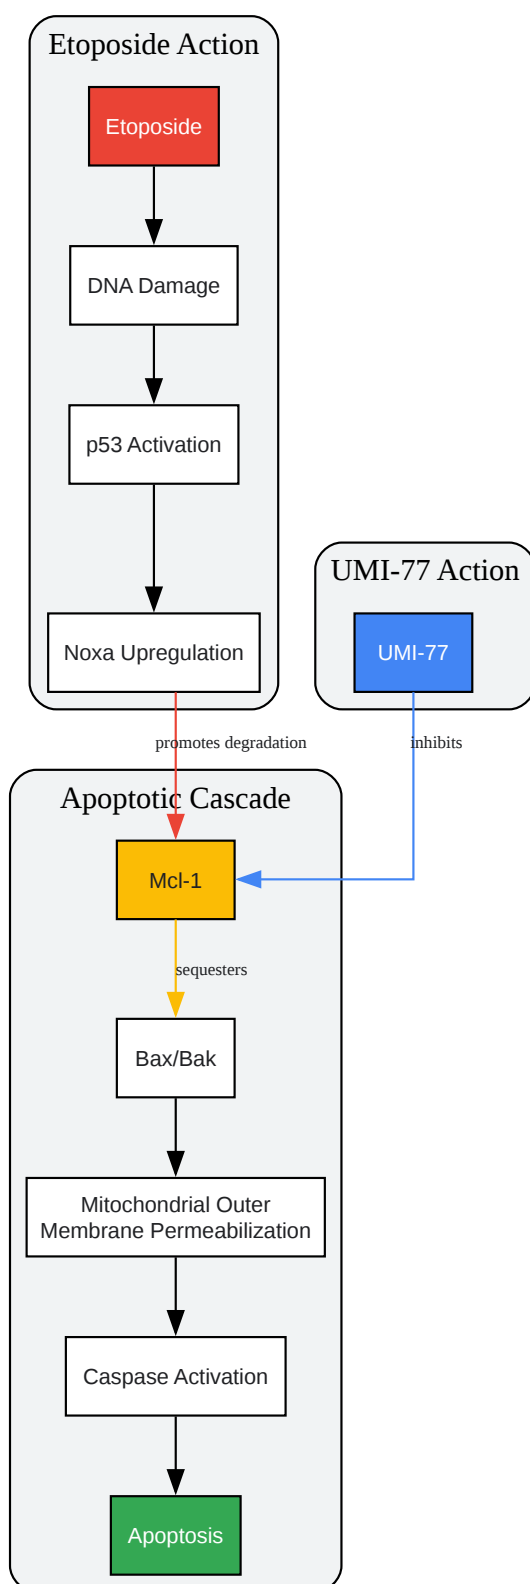 Etoposide Action
Etoposide
DNA Damage
p53 Activation
UMI-77 Action
Noxa Upregulation
UMI-77
promotes degradation
inhibits
Apoptotic Cascade
Mcl-1
sequesters
Bax/Bak
Mitochondrial Outer
Membrane Permeabilization
Caspase Activation
Apoptosis